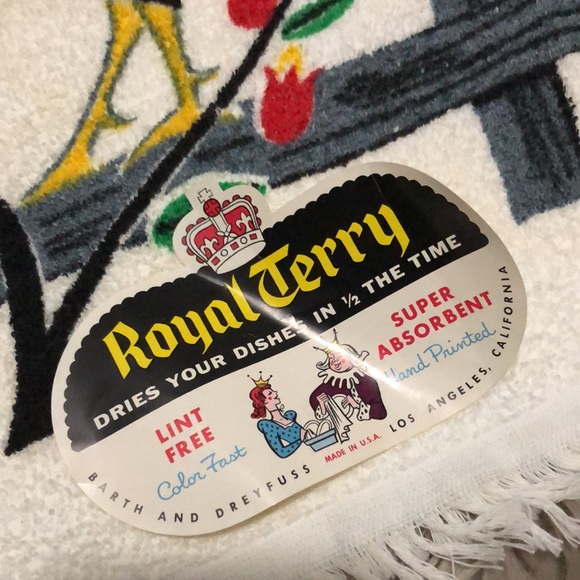 Royal Terry
DRIES YOUR DISHES IN 1/2 THE TIME
LINT
FREE
Color Fast
SUPER
ABSORBENT
Hand Printed
MADE IN U.S.A.
BARTH AND DREYFUSS LOS ANGELES, CALIFORNIA